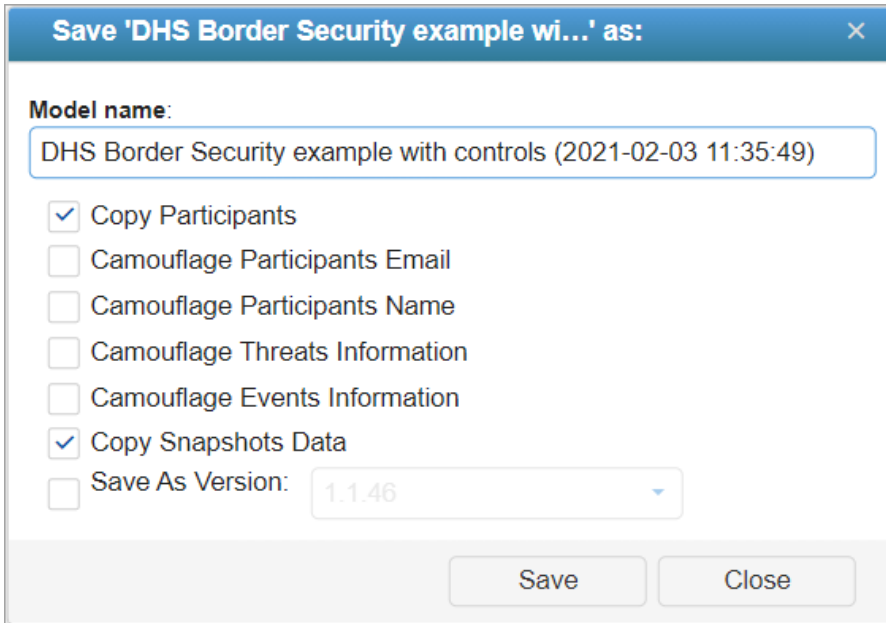 Save 'DHS Border Security example wi...' as:
Model name:
DHS Border Security example with controls (2021-02-03 11:35:49)
Copy Participants
Camouflage Participants Email
Camouflage Participants Name
Camouflage Threats Information
Camouflage Events Information
Copy Snapshots Data
Save As Version: 1.1.46
Save Close